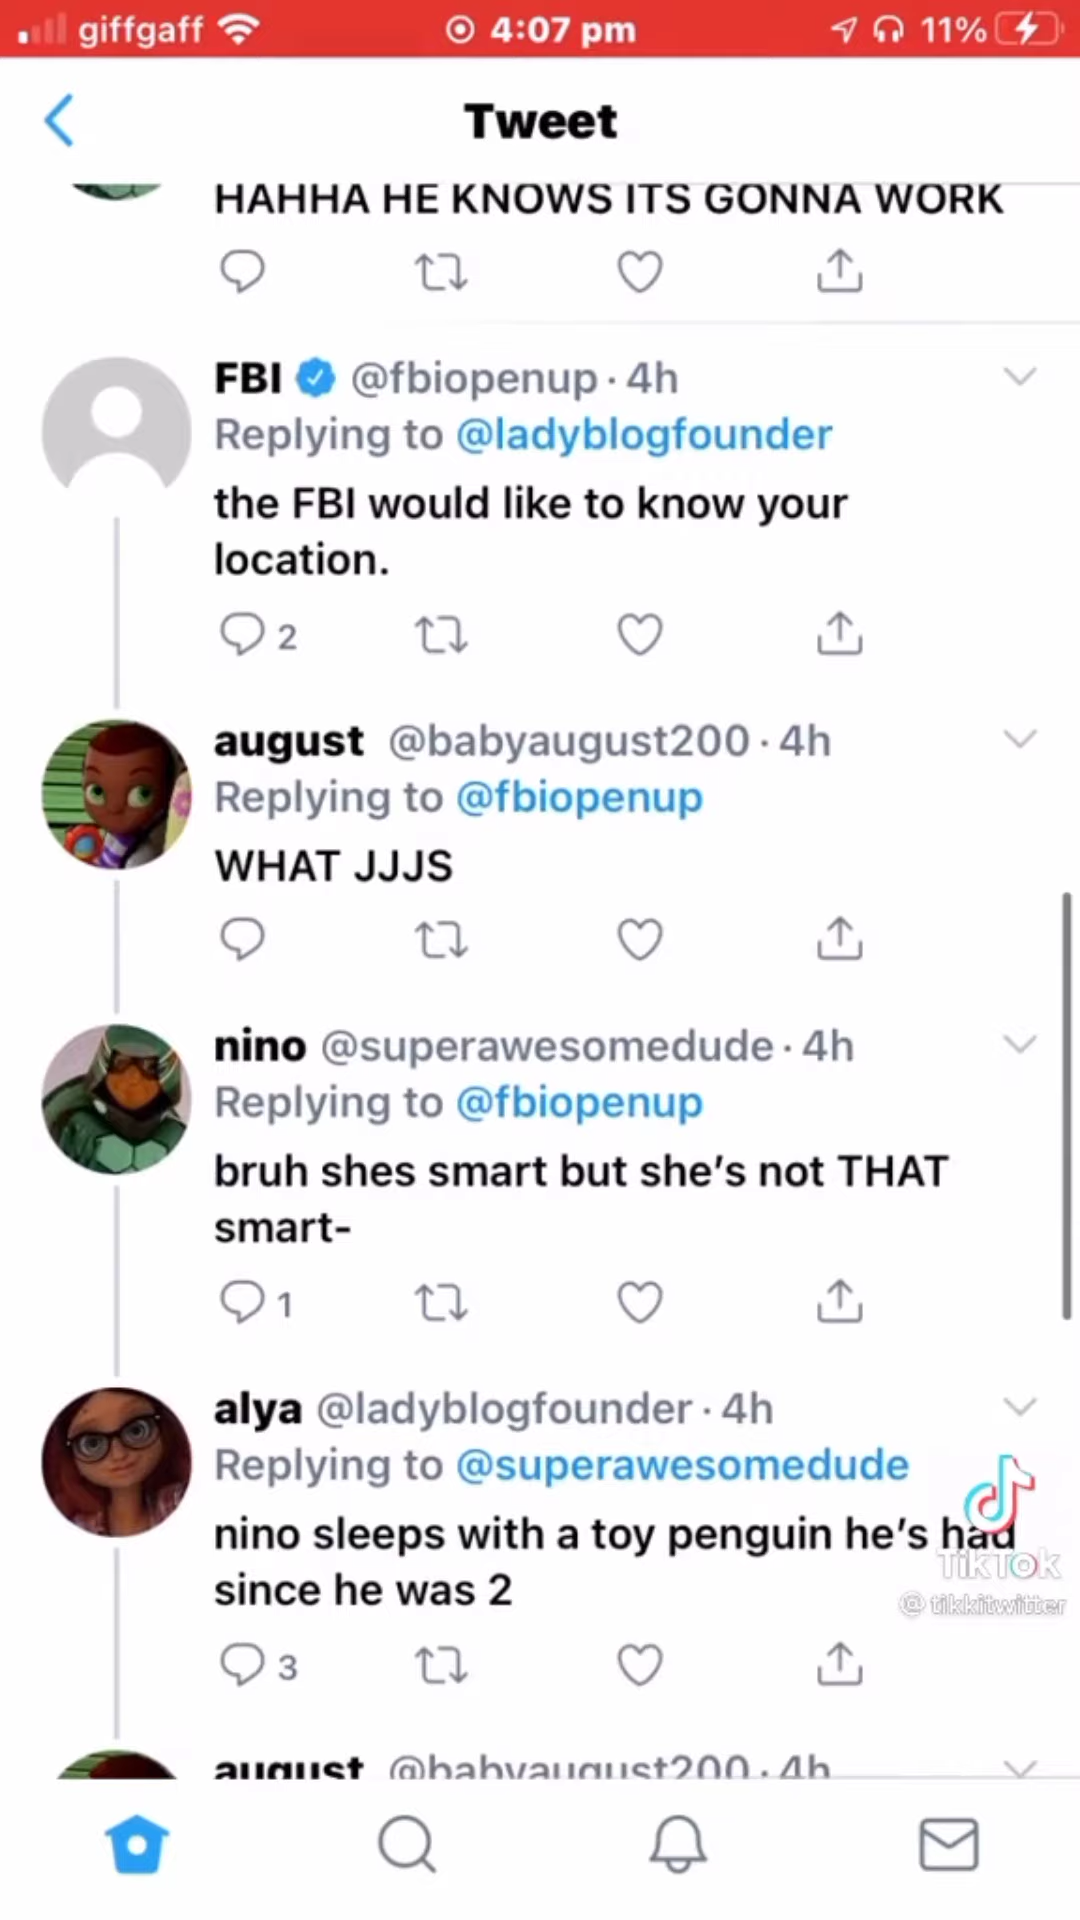 giffgaff 4:07 pm 11%
Tweet
HAHHA HE KNOWS ITS GONNA WORK
FBI @fbiopenup · 4h
Replying to @ladyblogfounder
the FBI would like to know your
location.
2
august @babyaugust200 · 4h
Replying to @fbiopenup
WHAT JJJS
nino @superawesomedude · 4h
Replying to @fbiopenup
bruh shes smart but she’s not THAT
smart-
1
alya @ladyblogfounder · 4h
Replying to @superawesomedude
nino sleeps with a toy penguin he’s had
since he was 2
TikTok
@tikkitwitter
3
august @babyaugust200 · 4h